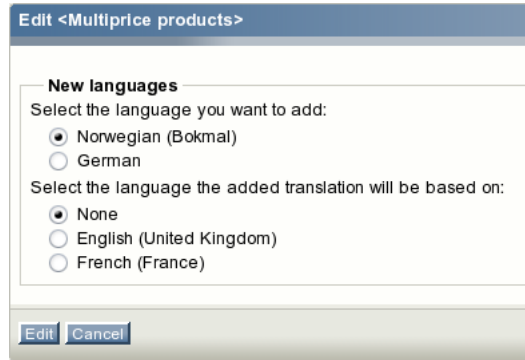 Edit <Multiprice products>
New languages
Select the language you want to add:
Norwegian (Bokmal)
German
Select the language the added translation will be based on:
None
English (United Kingdom)
French (France)
Edit Cancel